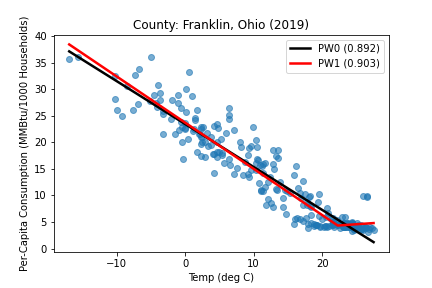 County: Franklin, Ohio (2019)
Per-Capita Consumption (MMBtu/1000 Households)
40
35
30
25
20
15
10
5
0
PW0 (0.892)
PW1 (0.903)
−10 0 10 20
Temp (deg C)